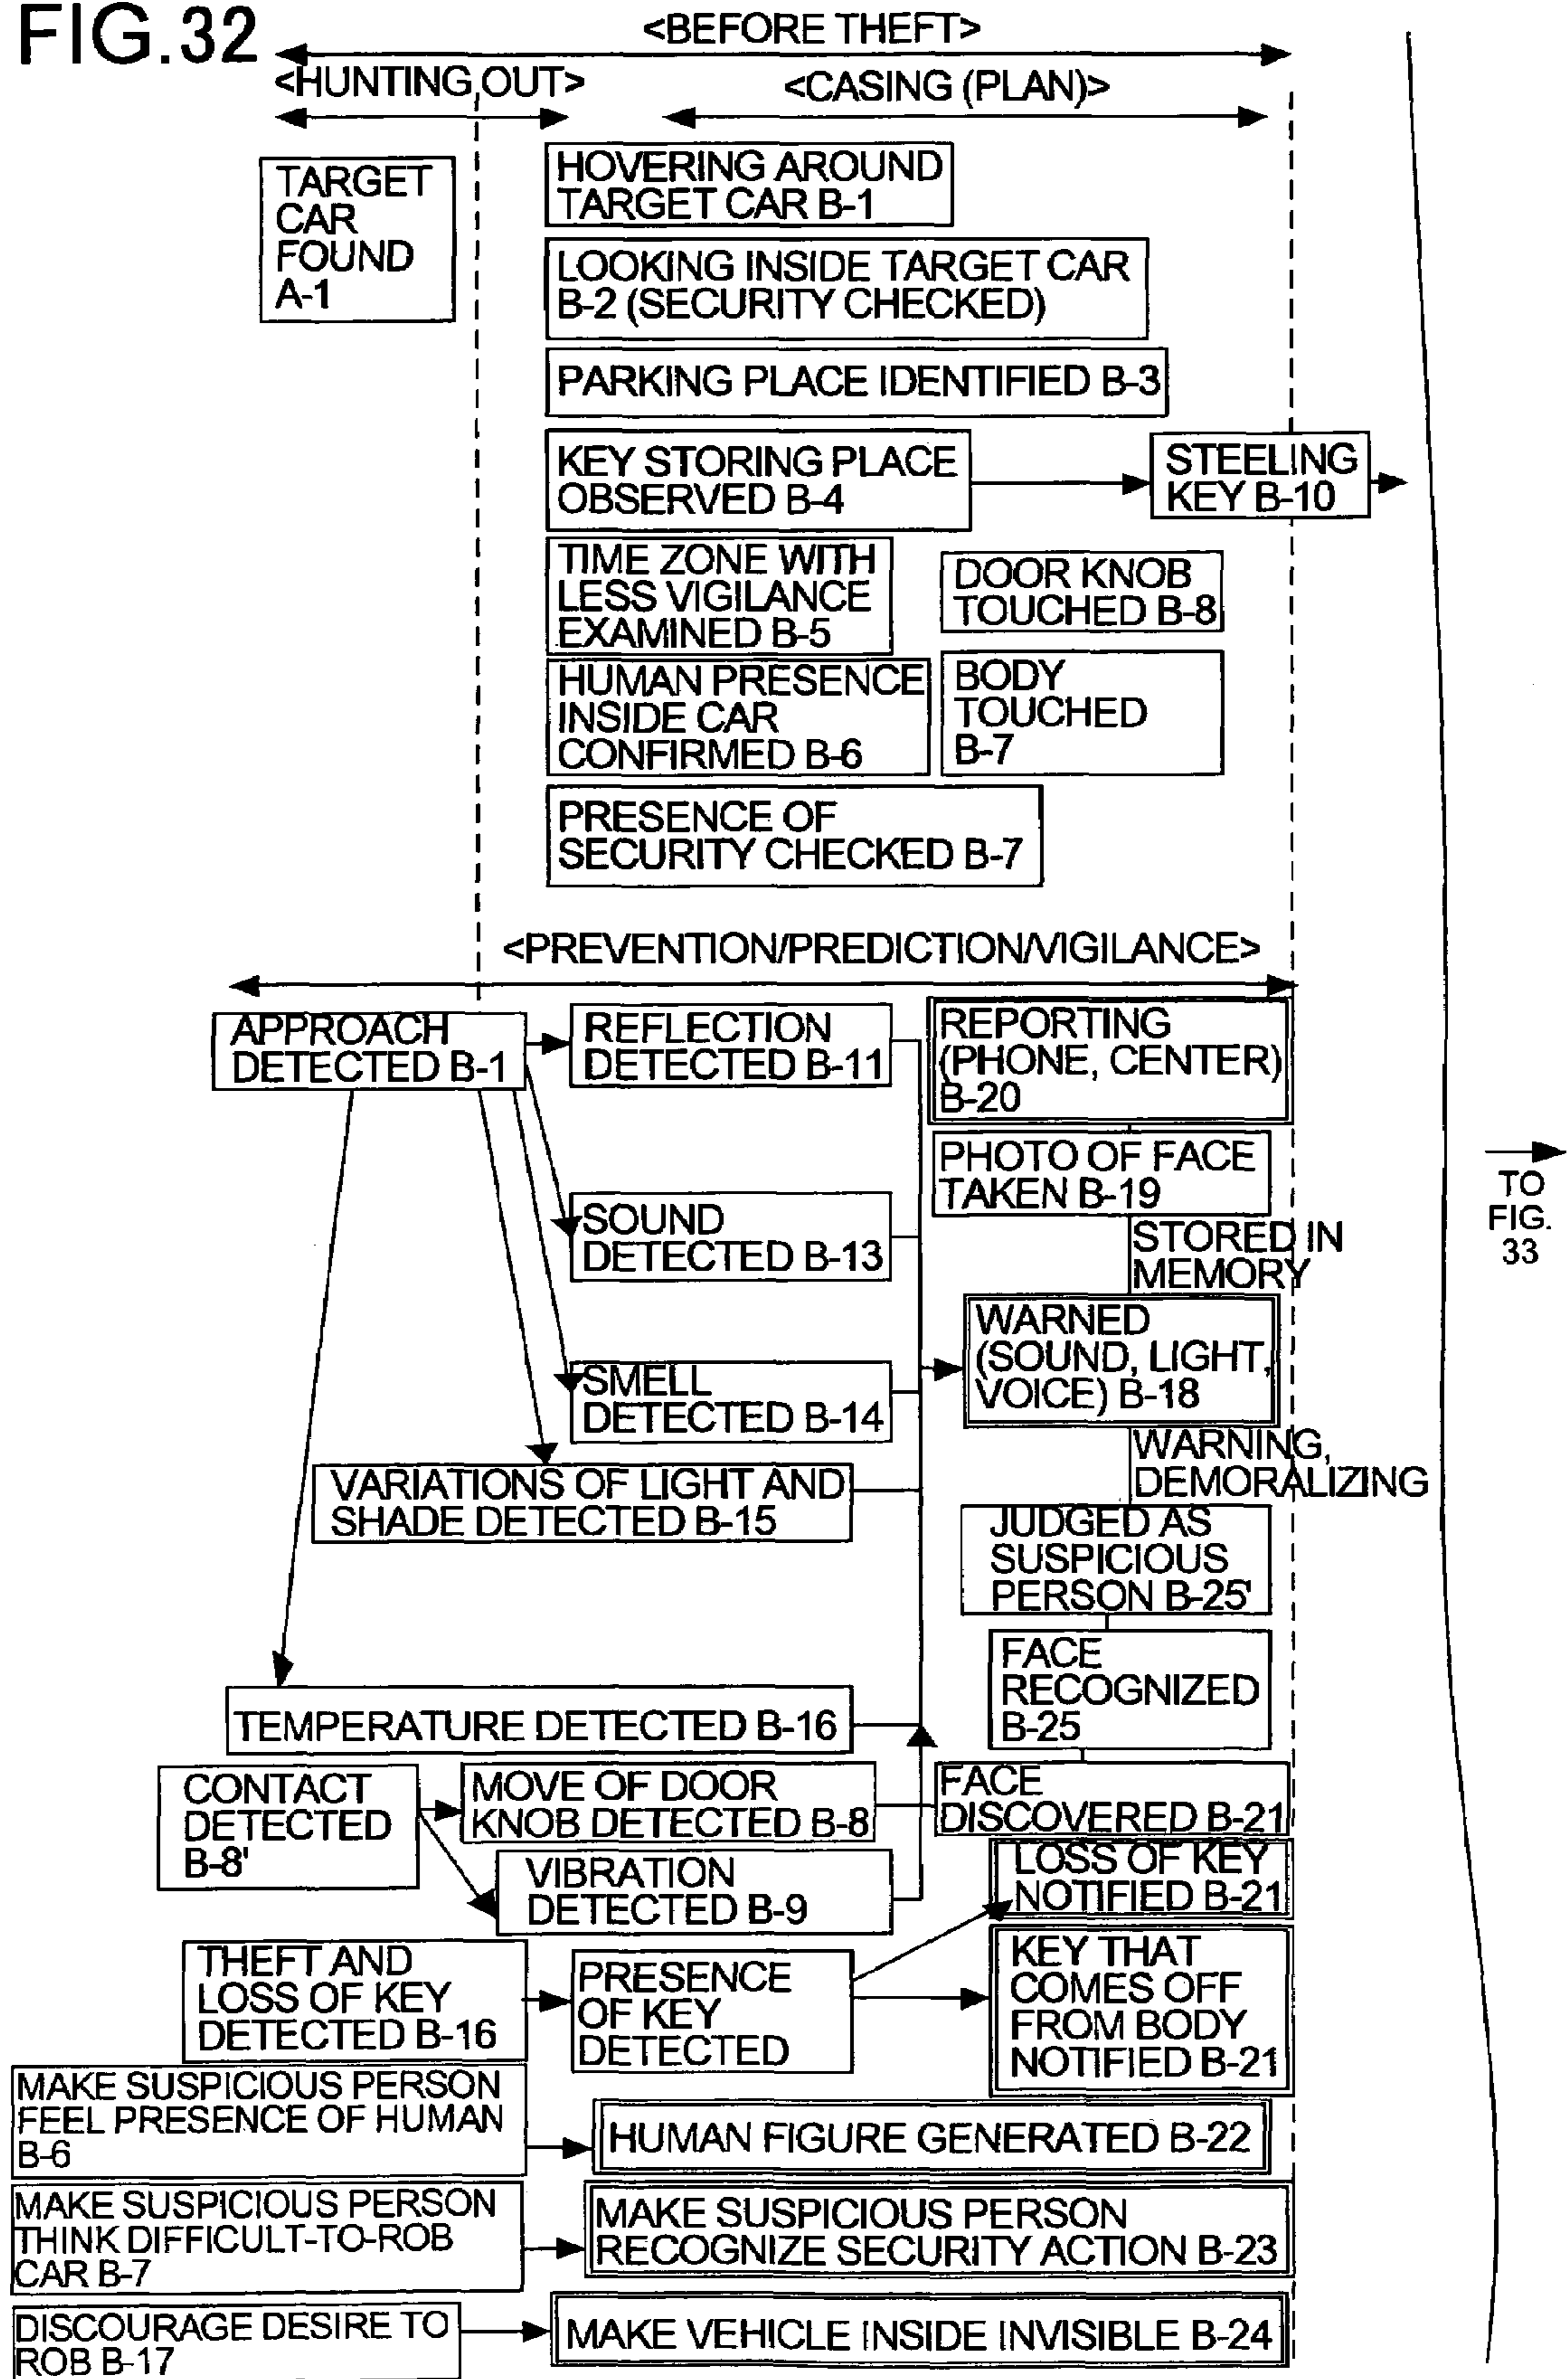 FIG.32
<BEFORE THEFT>
<HUNTING OUT>
<CASING (PLAN)>
TARGET
CAR
FOUND
A-1
HOVERING AROUND
TARGET CAR B-1
LOOKING INSIDE TARGET CAR
B-2 (SECURITY CHECKED)
PARKING PLACE IDENTIFIED B-3
KEY STORING PLACE
OBSERVED B-4
STEELING
KEY B-10
TIME ZONE WITH
LESS VIGILANCE
EXAMINED B-5
DOOR KNOB
TOUCHED B-8
HUMAN PRESENCE
INSIDE CAR
CONFIRMED B-6
BODY
TOUCHED
B-7
PRESENCE OF
SECURITY CHECKED B-7
<PREVENTION/PREDICTION/VIGILANCE>
APPROACH
DETECTED B-1
REFLECTION
DETECTED B-11
REPORTING
(PHONE, CENTER)
B-20
PHOTO OF FACE
TAKEN B-19
TO
FIG.
33
SOUND
DETECTED B-13
STORED IN
MEMORY
WARNED
(SOUND, LIGHT,
VOICE) B-18
SMELL
DETECTED B-14
WARNING,
DEMORALIZING
VARIATIONS OF LIGHT AND
SHADE DETECTED B-15
JUDGED AS
SUSPICIOUS
PERSON B-25'
FACE
RECOGNIZED
B-25
TEMPERATURE DETECTED B-16
CONTACT
DETECTED
B-8'
MOVE OF DOOR
KNOB DETECTED B-8
FACE
DISCOVERED B-21
VIBRATION
DETECTED B-9
LOSS OF KEY
NOTIFIED B-21
THEFT AND
LOSS OF KEY
DETECTED B-16
PRESENCE
OF KEY
DETECTED
KEY THAT
COMES OFF
FROM BODY
NOTIFIED B-21
MAKE SUSPICIOUS PERSON
FEEL PRESENCE OF HUMAN
B-6
HUMAN FIGURE GENERATED B-22
MAKE SUSPICIOUS PERSON
THINK DIFFICULT-TO-ROB
CAR B-7
MAKE SUSPICIOUS PERSON
RECOGNIZE SECURITY ACTION B-23
DISCOURAGE DESIRE TO
ROB B-17
MAKE VEHICLE INSIDE INVISIBLE B-24